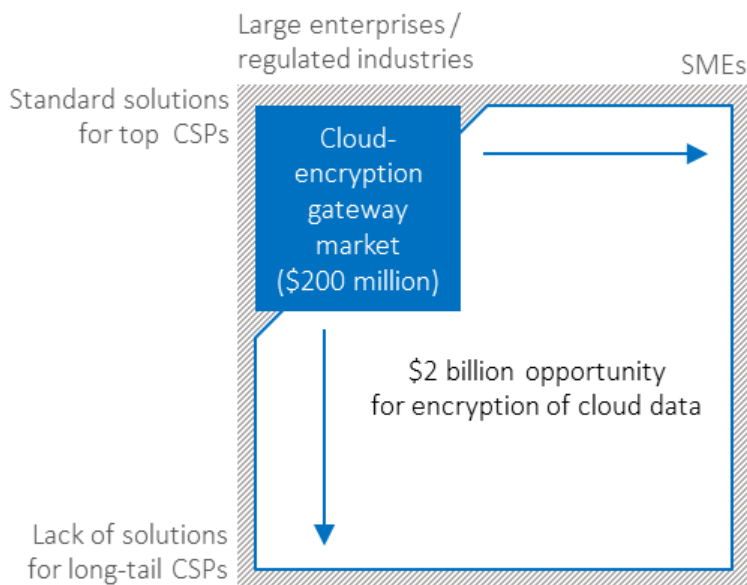 Large enterprises /
regulated industries
SMEs
Standard solutions
for top CSPs
Cloud-
encryption
gateway
market
($200 million)
$2 billion opportunity
for encryption of cloud data
Lack of solutions
for long-tail CSPs